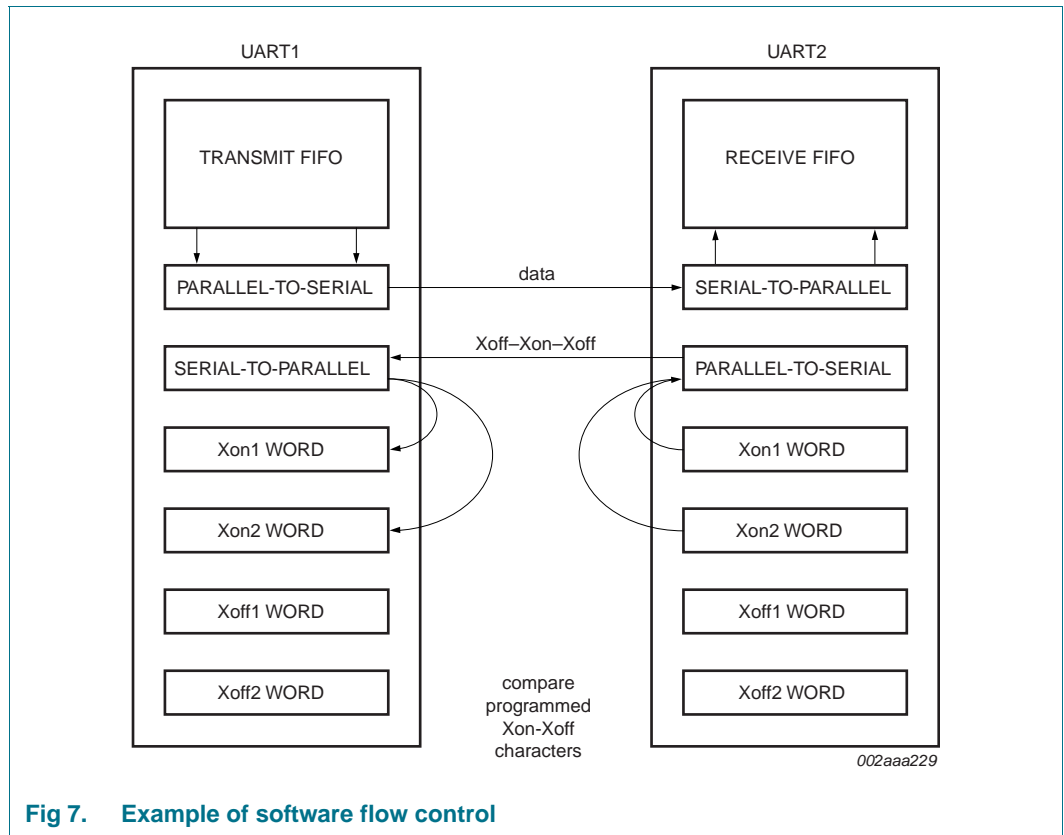 UART1
UART2
TRANSMIT FIFO
RECEIVE FIFO
PARALLEL-TO-SERIAL
data
SERIAL-TO-PARALLEL
Xoff–Xon–Xoff
SERIAL-TO-PARALLEL
PARALLEL-TO-SERIAL
Xon1 WORD
Xon1 WORD
Xon2 WORD
Xon2 WORD
Xoff1 WORD
Xoff1 WORD
Xoff2 WORD
Xoff2 WORD
compare
programmed
Xon-Xoff
characters
002aaa229
Fig 7. Example of software flow control